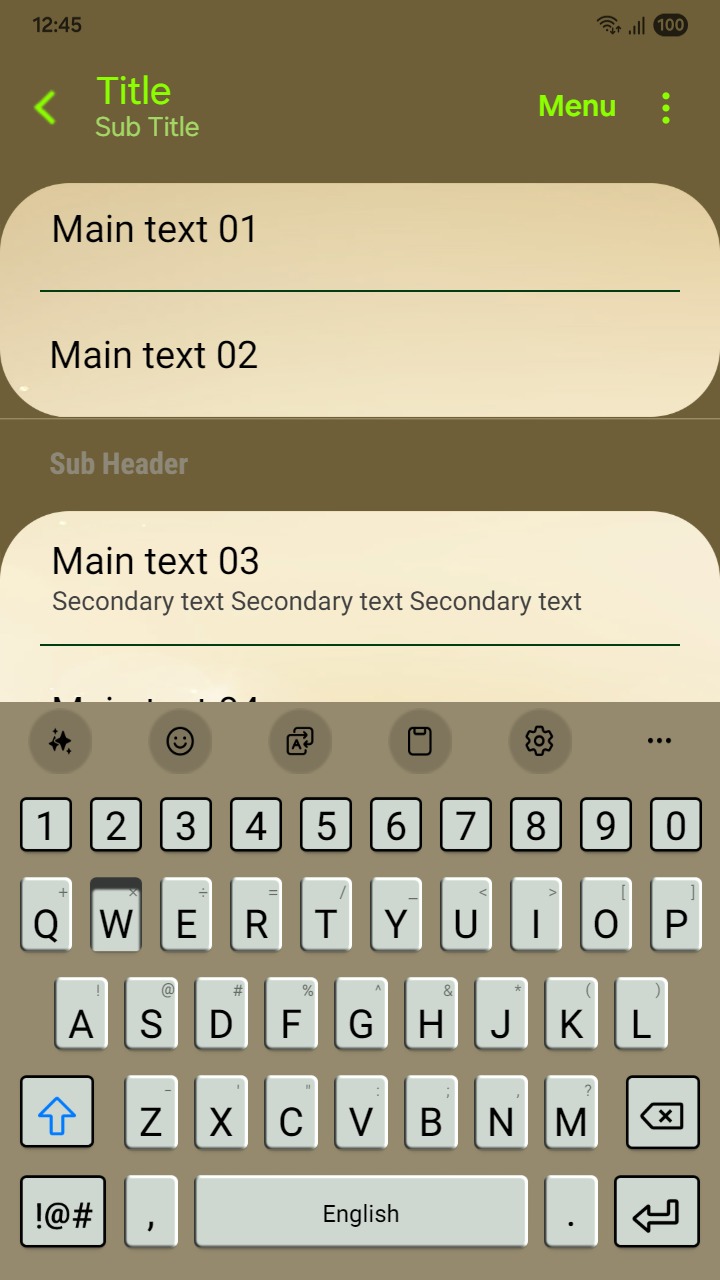 12:45
100
Title
Menu
Sub Title
Main text 01
Main text 02
Sub Header
Main text 03
Secondary text Secondary text Secondary text
1 2 3 4 5 6 7 8 9 0
+ × ÷ = / _ < > [ ]
Q W E R T Y U I O P
! @ # % ^ & * ( )
A S D F G H J K L
- ' " : ; , ?
Z X C V B N M
!@# , English .